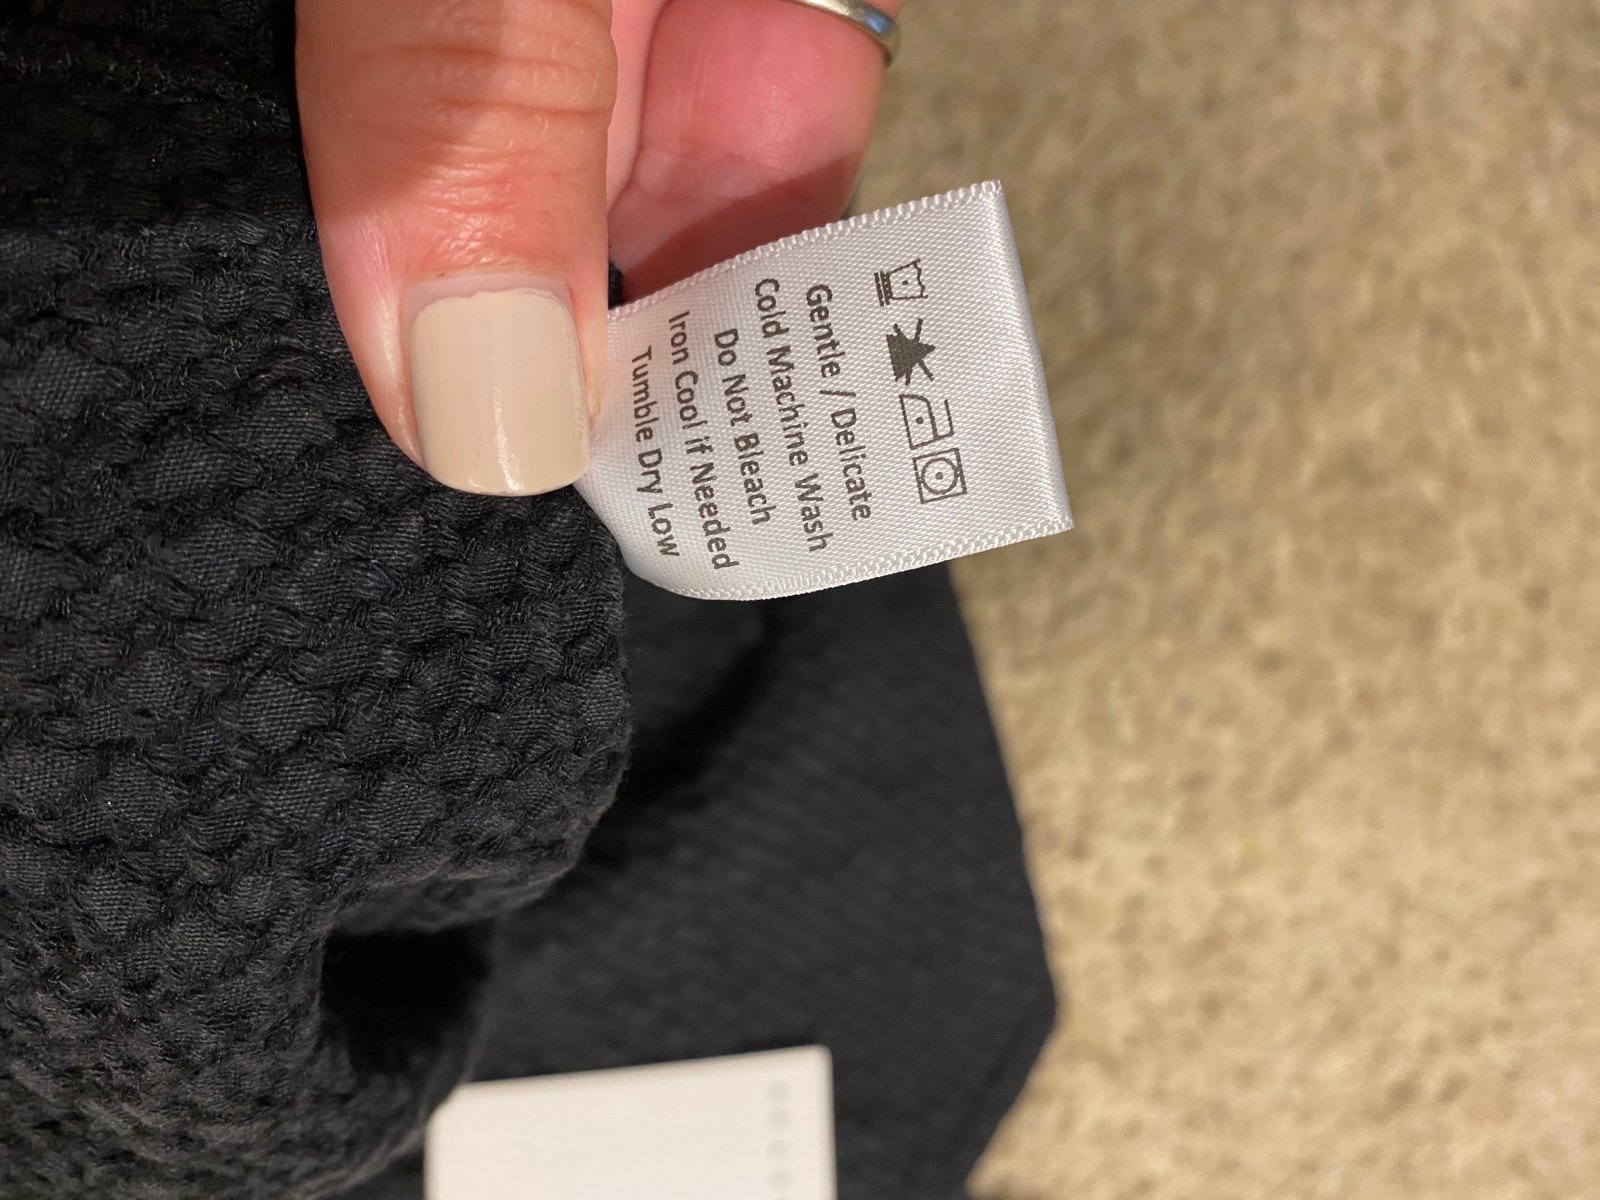 Gentle / Delicate
Cold Machine Wash
Do Not Bleach
Iron Cool if Needed
Tumble Dry Low